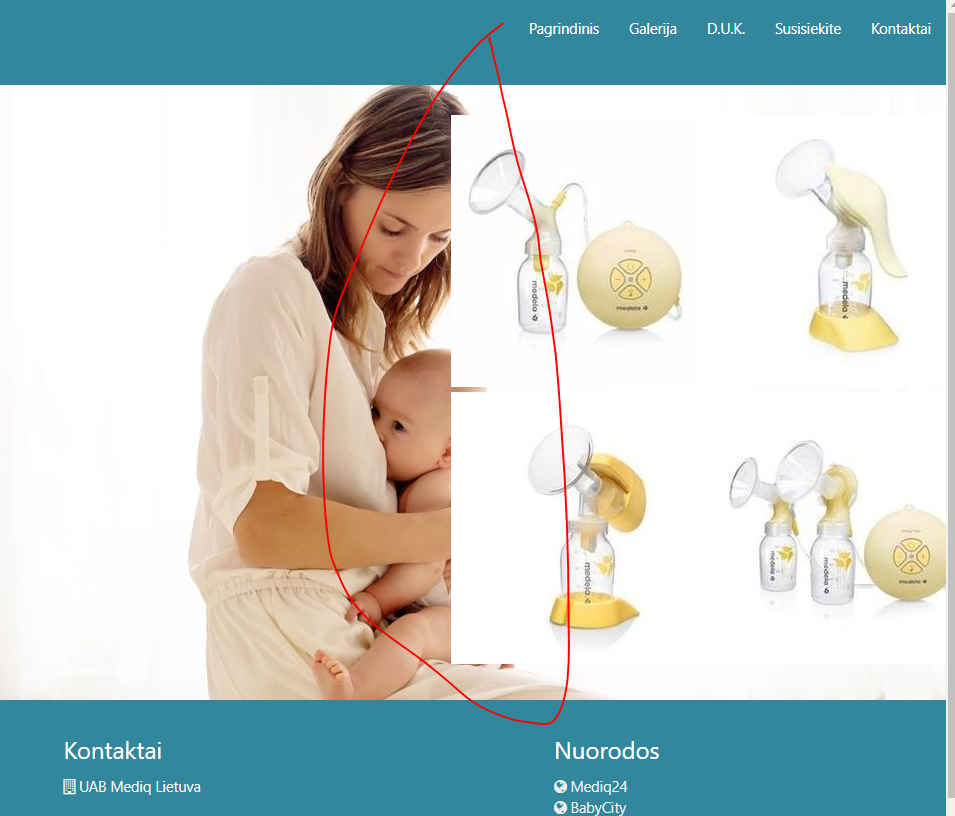 Pagrindinis Galerija D.U.K. Susisiekite Kontaktai
medela
medela
medela
medela
medela
medela
medela
Kontaktai
UAB Mediq Lietuva
Nuorodos
Mediq24
BabyCity